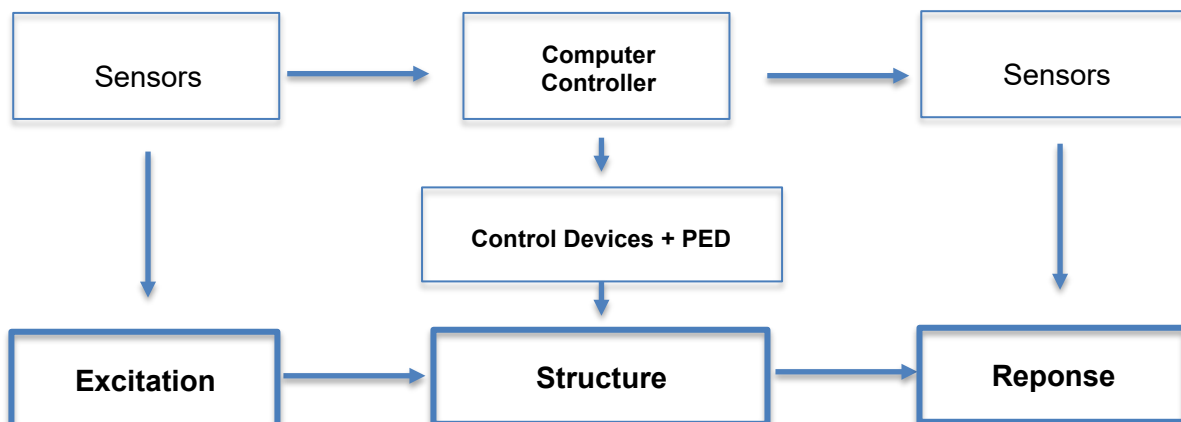 Sensors
Computer
Controller
Sensors
Control Devices + PED
Excitation
Structure
Reponse